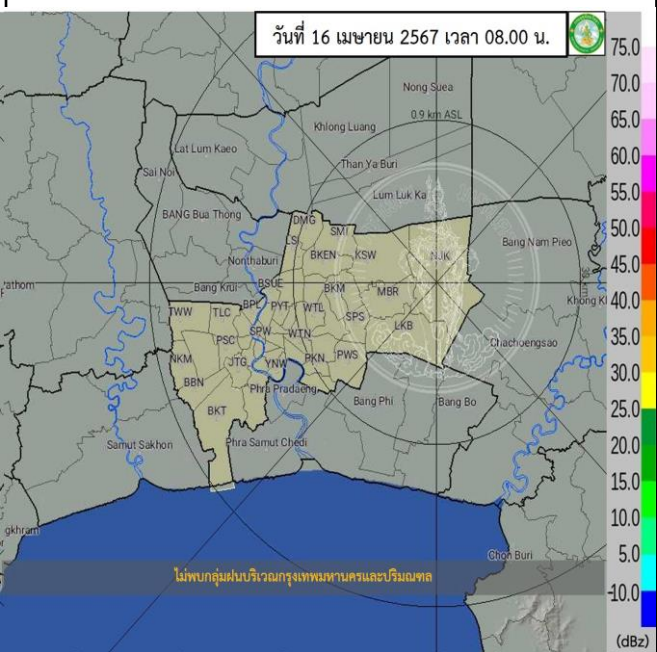 วันที่ 16 เมษายน 2567 เวลา 08.00 น.
75.0
70.0
65.0
60.0
55.0
50.0
45.0
40.0
35.0
30.0
25.0
20.0
15.0
10.0
5.0
-10.0
(dBz)
Nong Suea
0.9 km ASL
Khlong Luang
Lat Lum Kaeo
Than Ya Buri
Sai Noi
Lum Luk Ka
BANG Bua Thong
DMG
SMI
LSI
Bang Nam Pieo
BKEN
KSW
NJK
Nonthaburi
Bang Krui
BSUE
BKM
MBR
BPL
PYT
WTL
TWW
TLC
SPS
SPW
WTN
LKB
Chachoengsao
PSC
NKM
JTG
YNW
PKN
PWS
BBN
Phra Pradaeng
BKT
Bang Phi
Bang Bo
Samut Sakhon
Phra Samut Chedi
gkhram
Chon Buri
ไม่พบกลุ่มฝนบริเวณกรุงเทพมหานครและปริมณฑล